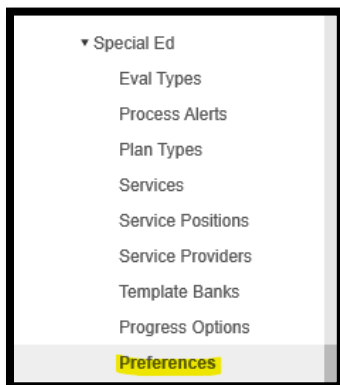 ▾ Special Ed
Eval Types
Process Alerts
Plan Types
Services
Service Positions
Service Providers
Template Banks
Progress Options
Preferences